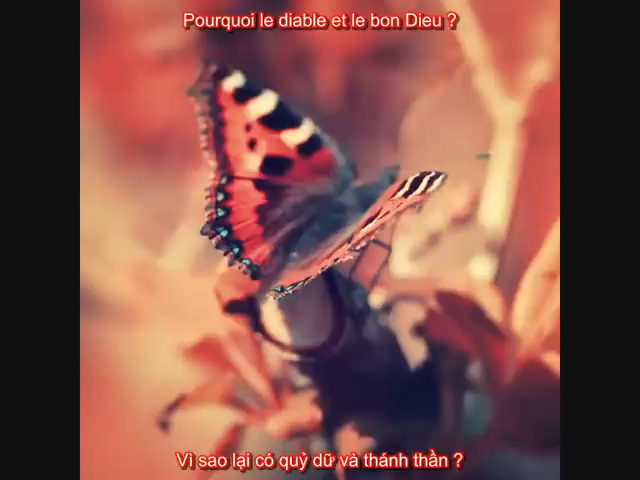 Pourquoi le diable et le bon Dieu ?
Vì sao lại có quỷ dữ và thánh thần ?